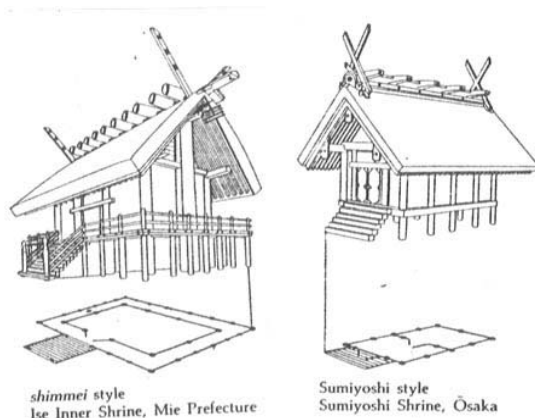 shimmei style
Ise Inner Shrine, Mie Prefecture
Sumiyoshi style
Sumiyoshi Shrine, Ōsaka